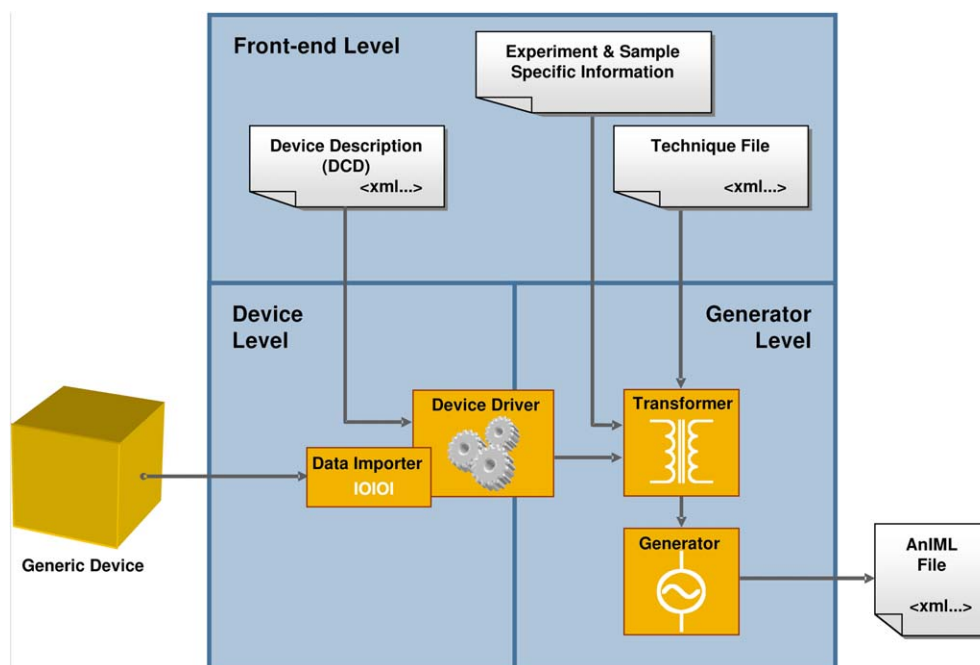 Front-end Level
Experiment & Sample
Specific Information
Device Description
(DCD)
<xml...>
Technique File
<xml...>
Device
Level
Generator
Level
Device Driver
Transformer
Data Importer
IOIOI
Generic Device
Generator
AnIML
File
<xml...>